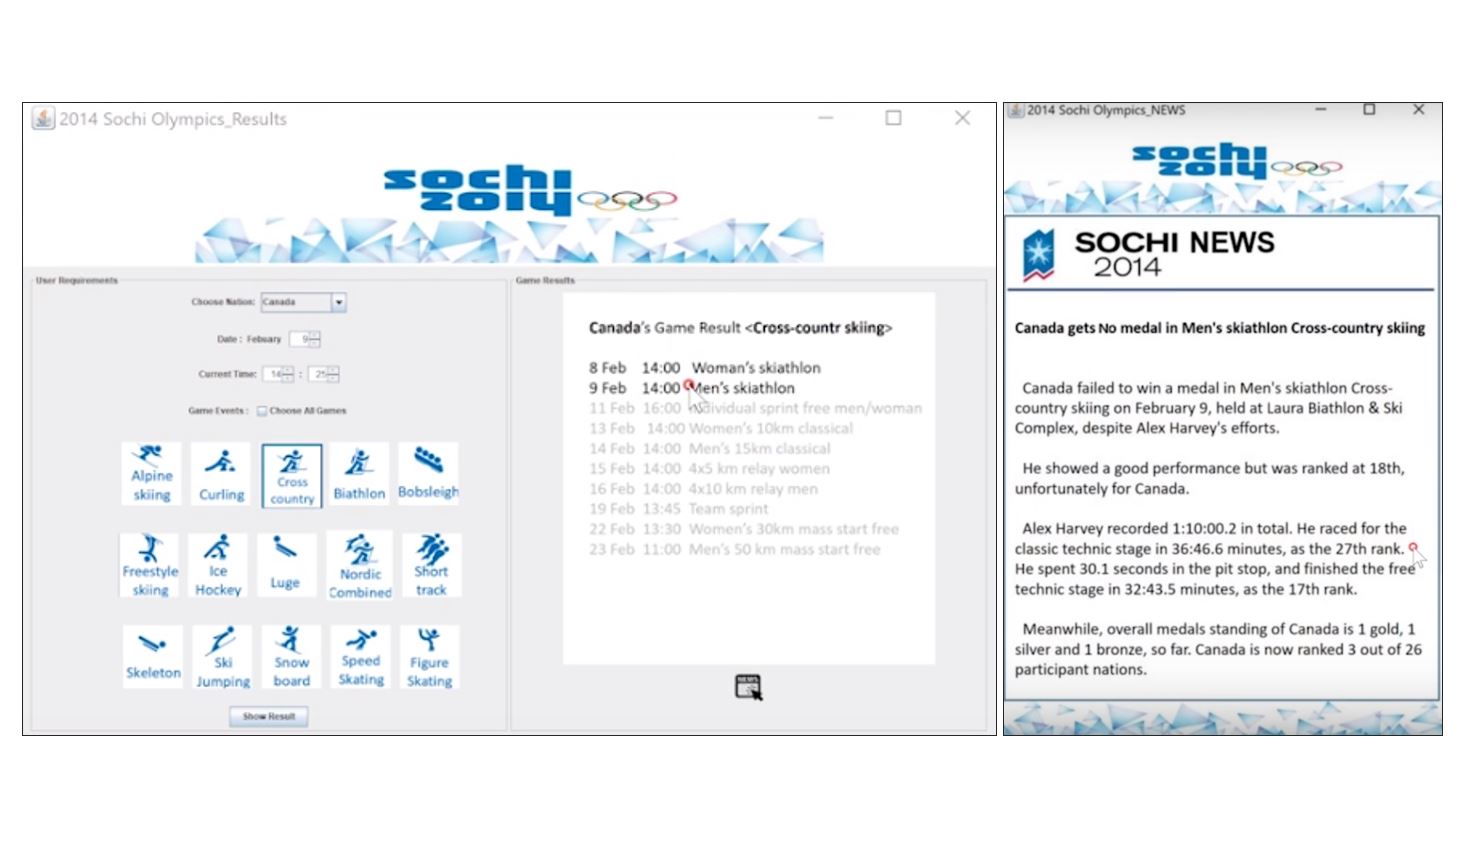 2014 Sochi Olympics_Results
sochi
2014
User Requirements
Choose Nation: Canada
Date : Febuary 9
Current Time: 14 : 25
Game Events : Choose All Games
Alpine skiing
Curling
Cross country
Biathlon
Bobsleigh
Freestyle skiing
Ice Hockey
Luge
Nordic Combined
Short track
Skeleton
Ski Jumping
Snow board
Speed Skating
Figure Skating
Show Result
Game Results
Canada's Game Result <Cross-countr skiing>
8 Feb 14:00 Woman's skiathlon
9 Feb 14:00 Men's skiathlon
11 Feb 16:00 Individual sprint free men/woman
13 Feb 14:00 Women's 10km classical
14 Feb 14:00 Men's 15km classical
15 Feb 14:00 4x5 km relay women
16 Feb 14:00 4x10 km relay men
19 Feb 13:45 Team sprint
22 Feb 13:30 Women's 30km mass start free
23 Feb 11:00 Men's 50 km mass start free
NEWS
2014 Sochi Olympics_NEWS
sochi
2014
SOCHI NEWS
2014
Canada gets No medal in Men's skiathlon Cross-country skiing
Canada failed to win a medal in Men's skiathlon Cross-
country skiing on February 9, held at Laura Biathlon & Ski
Complex, despite Alex Harvey's efforts.
He showed a good performance but was ranked at 18th,
unfortunately for Canada.
Alex Harvey recorded 1:10:00.2 in total. He raced for the
classic technic stage in 36:46.6 minutes, as the 27th rank.
He spent 30.1 seconds in the pit stop, and finished the free
technic stage in 32:43.5 minutes, as the 17th rank.
Meanwhile, overall medals standing of Canada is 1 gold, 1
silver and 1 bronze, so far. Canada is now ranked 3 out of 26
participant nations.